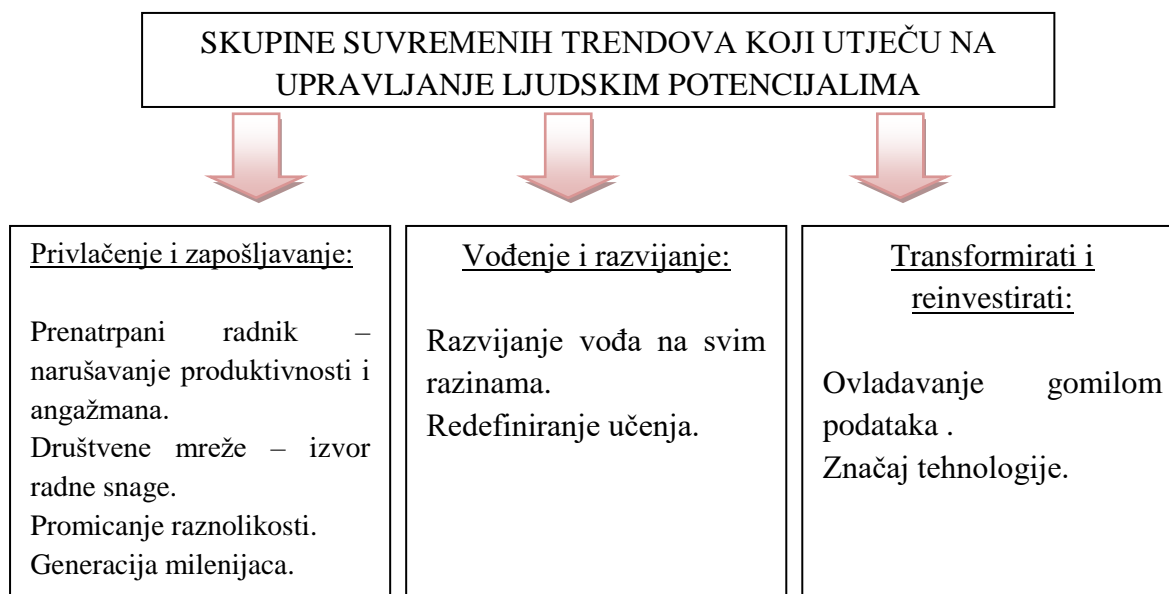 SKUPINE SUVREMENIH TRENDOVA KOJI UTJEČU NA
UPRAVLJANJE LJUDSKIM POTENCIJALIMA
Privlačenje i zapošljavanje:
Prenatrpani radnik –
narušavanje produktivnosti i
angažmana.
Društvene mreže – izvor
radne snage.
Promicanje raznolikosti.
Generacija milenijaca.
Vođenje i razvijanje:
Razvijanje vođa na svim
razinama.
Redefiniranje učenja.
Transformirati i
reinvestirati:
Ovladavanje gomilom
podataka .
Značaj tehnologije.